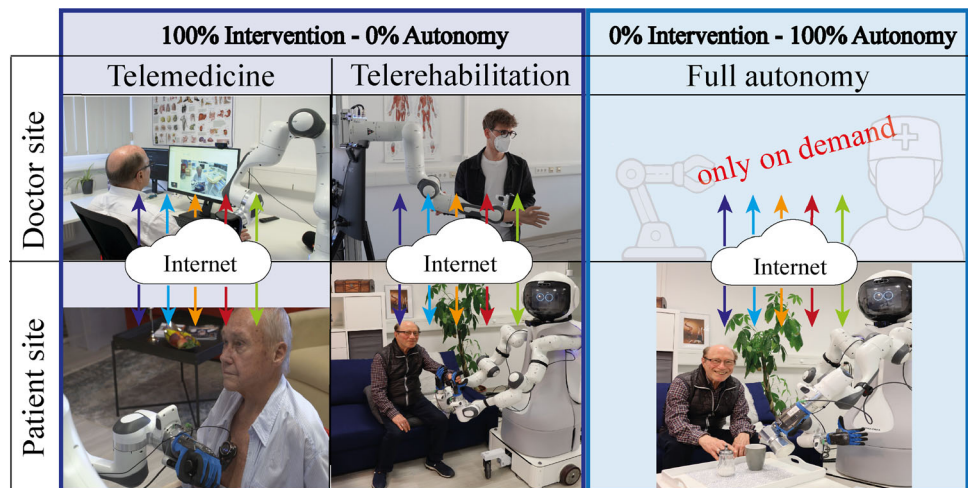 100% Intervention - 0% Autonomy
0% Intervention - 100% Autonomy
Telemedicine
Telerehabilitation
Full autonomy
Doctor site
only on demand
Internet
Internet
Internet
Patient site